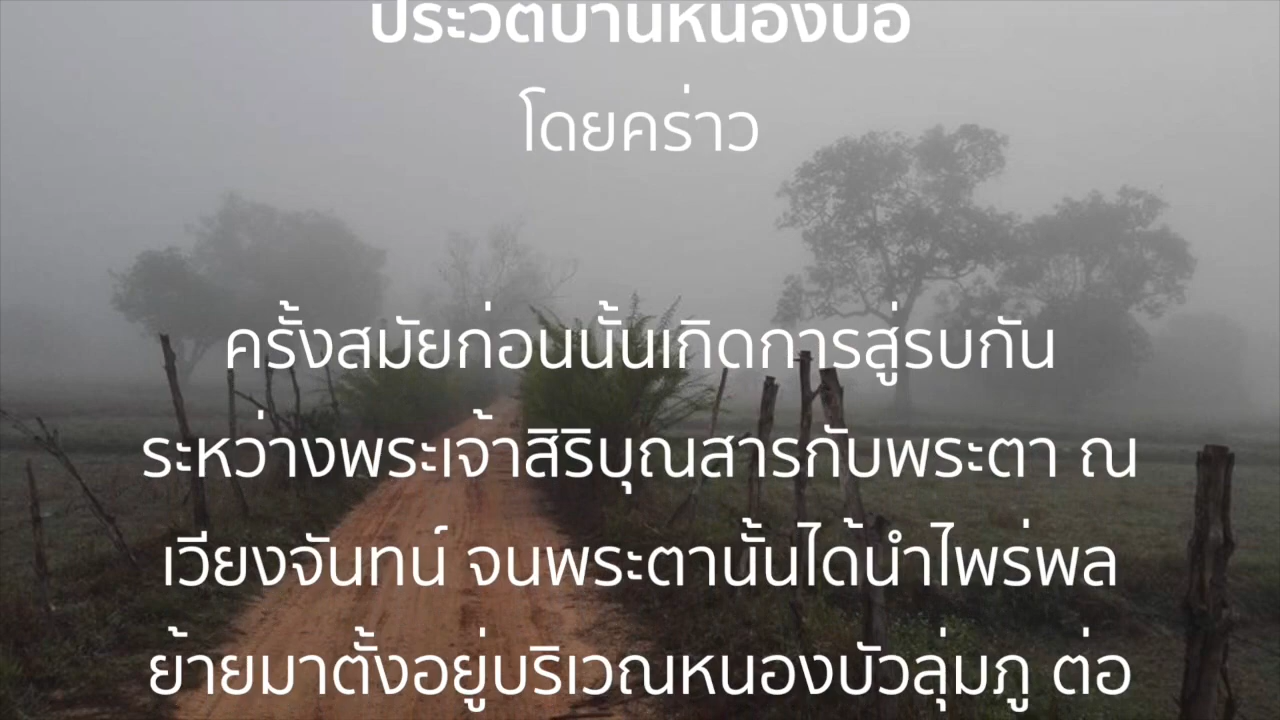 ประวัติบ้านหนองบ่อ
โดยคร่าว
ครั้งสมัยก่อนนั้นเกิดการสู่รบกัน
ระหว่างพระเจ้าสิริบุณสารกับพระตา ณ
เวียงจันทน์ จนพระตานั้นได้นำไพร่พล
ย้ายมาตั้งอยู่บริเวณหนองบัวลุ่มภู ต่อ